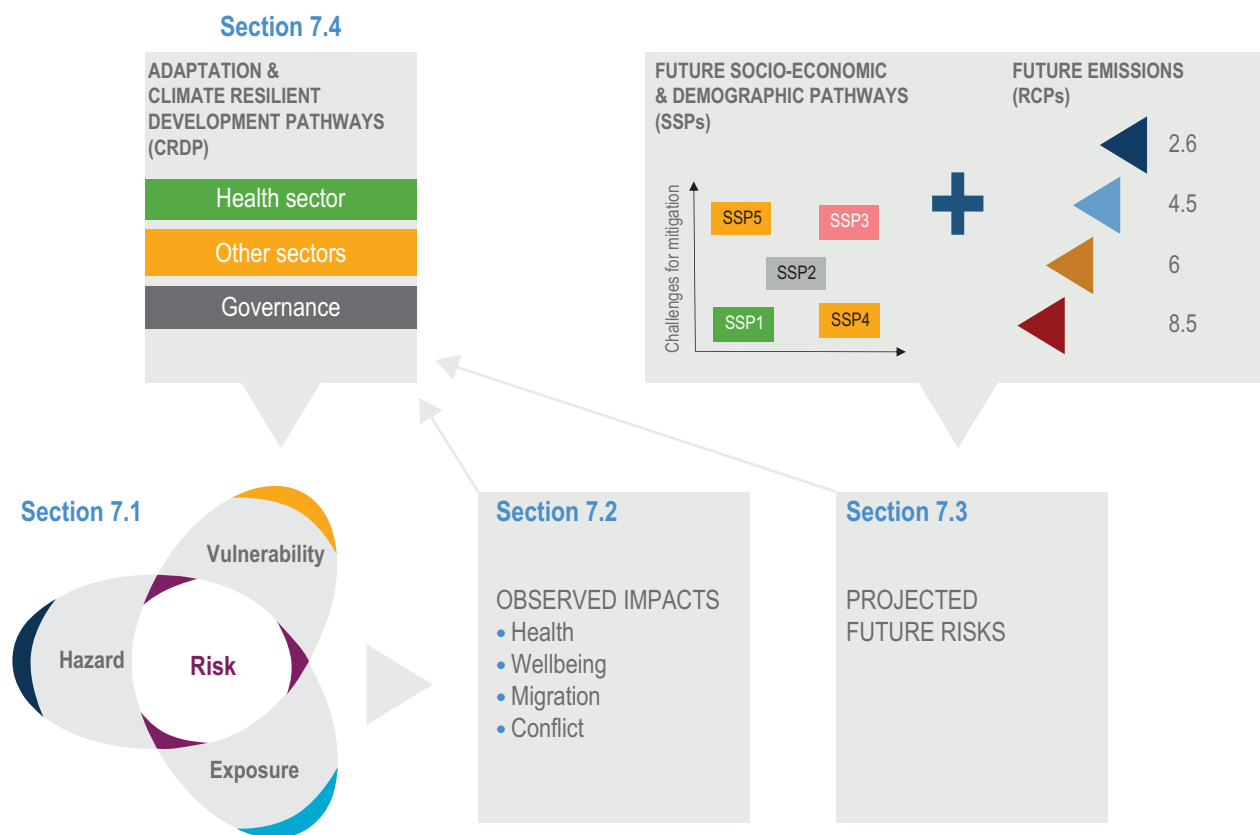 Section 7.4
ADAPTATION &
CLIMATE RESILIENT
DEVELOPMENT PATHWAYS
(CRDP)
Health sector
Other sectors
Governance
FUTURE SOCIO-ECONOMIC
& DEMOGRAPHIC PATHWAYS
(SSPs)
Challenges for mitigation
SSP5
SSP3
SSP2
SSP1
SSP4
FUTURE EMISSIONS
(RCPs)
2.6
4.5
6
8.5
Section 7.1
Vulnerability
Hazard
Risk
Exposure
Section 7.2
OBSERVED IMPACTS
• Health
• Wellbeing
• Migration
• Conflict
Section 7.3
PROJECTED
FUTURE RISKS